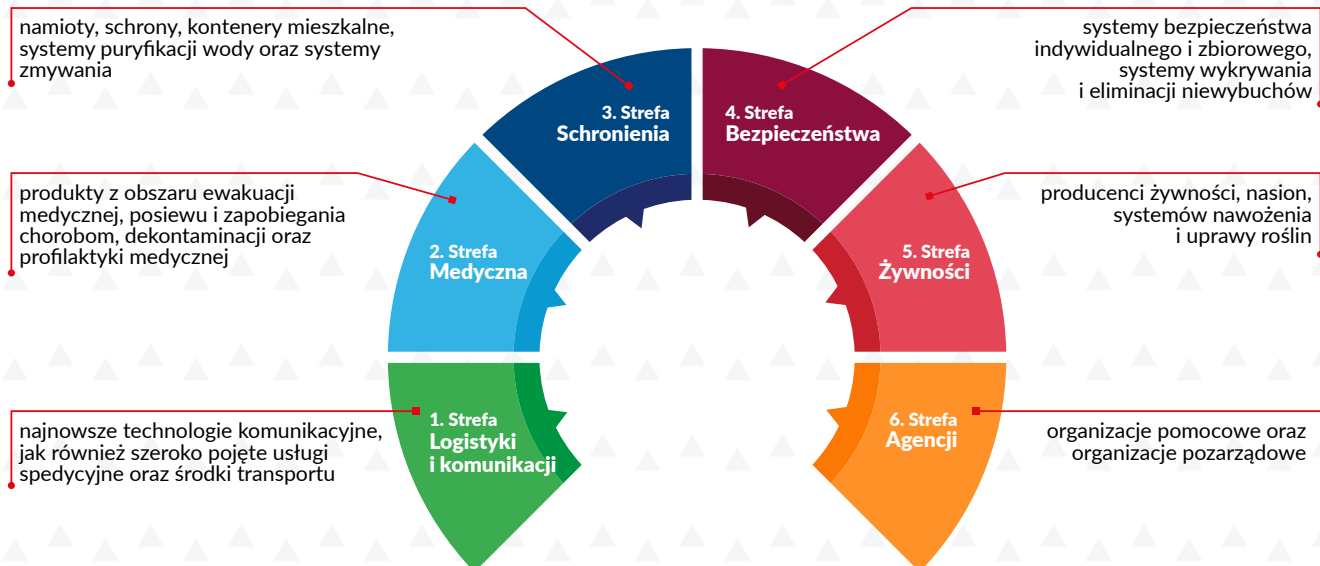 namioty, schrony, kontenery mieszkalne,
systemy puryfikacji wody oraz systemy
zmywania
systemy bezpieczeństwa
indywidualnego i zbiorowego,
systemy wykrywania
i eliminacji niewybuchów
3. Strefa
Schronienia
4. Strefa
Bezpieczeństwa
produkty z obszaru ewakuacji
medycznej, posiewu i zapobiegania
chorobom, dekontaminacji oraz
profilaktyki medycznej
2. Strefa
Medyczna
5. Strefa
Żywności
producenci żywności, nasion,
systemów nawożenia
i uprawy roślin
najnowsze technologie komunikacyjne,
jak również szeroko pojęte usługi
spedycyjne oraz środki transportu
1. Strefa
Logistyki
i komunikacji
6. Strefa
Agencji
organizacje pomocowe oraz
organizacje pozarządowe